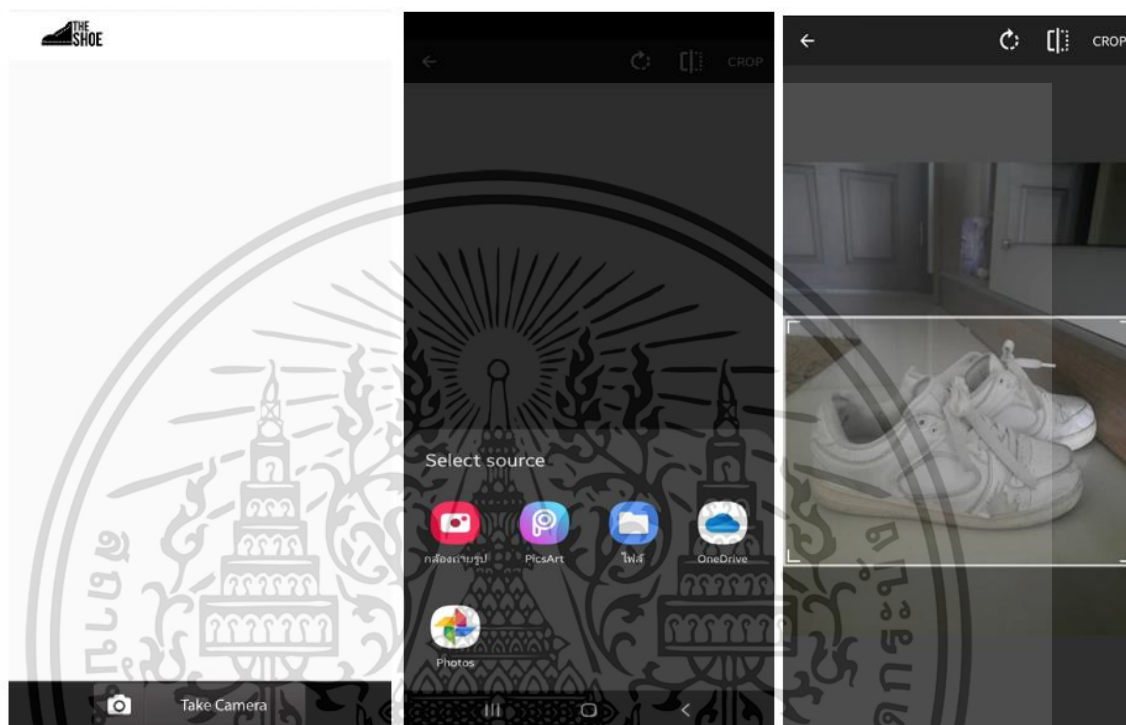 THE
SHOE
Take Camera
CROP
Select source
กล้องถ่ายรูป
PicsArt
ไฟล์
OneDrive
Photos
CROP